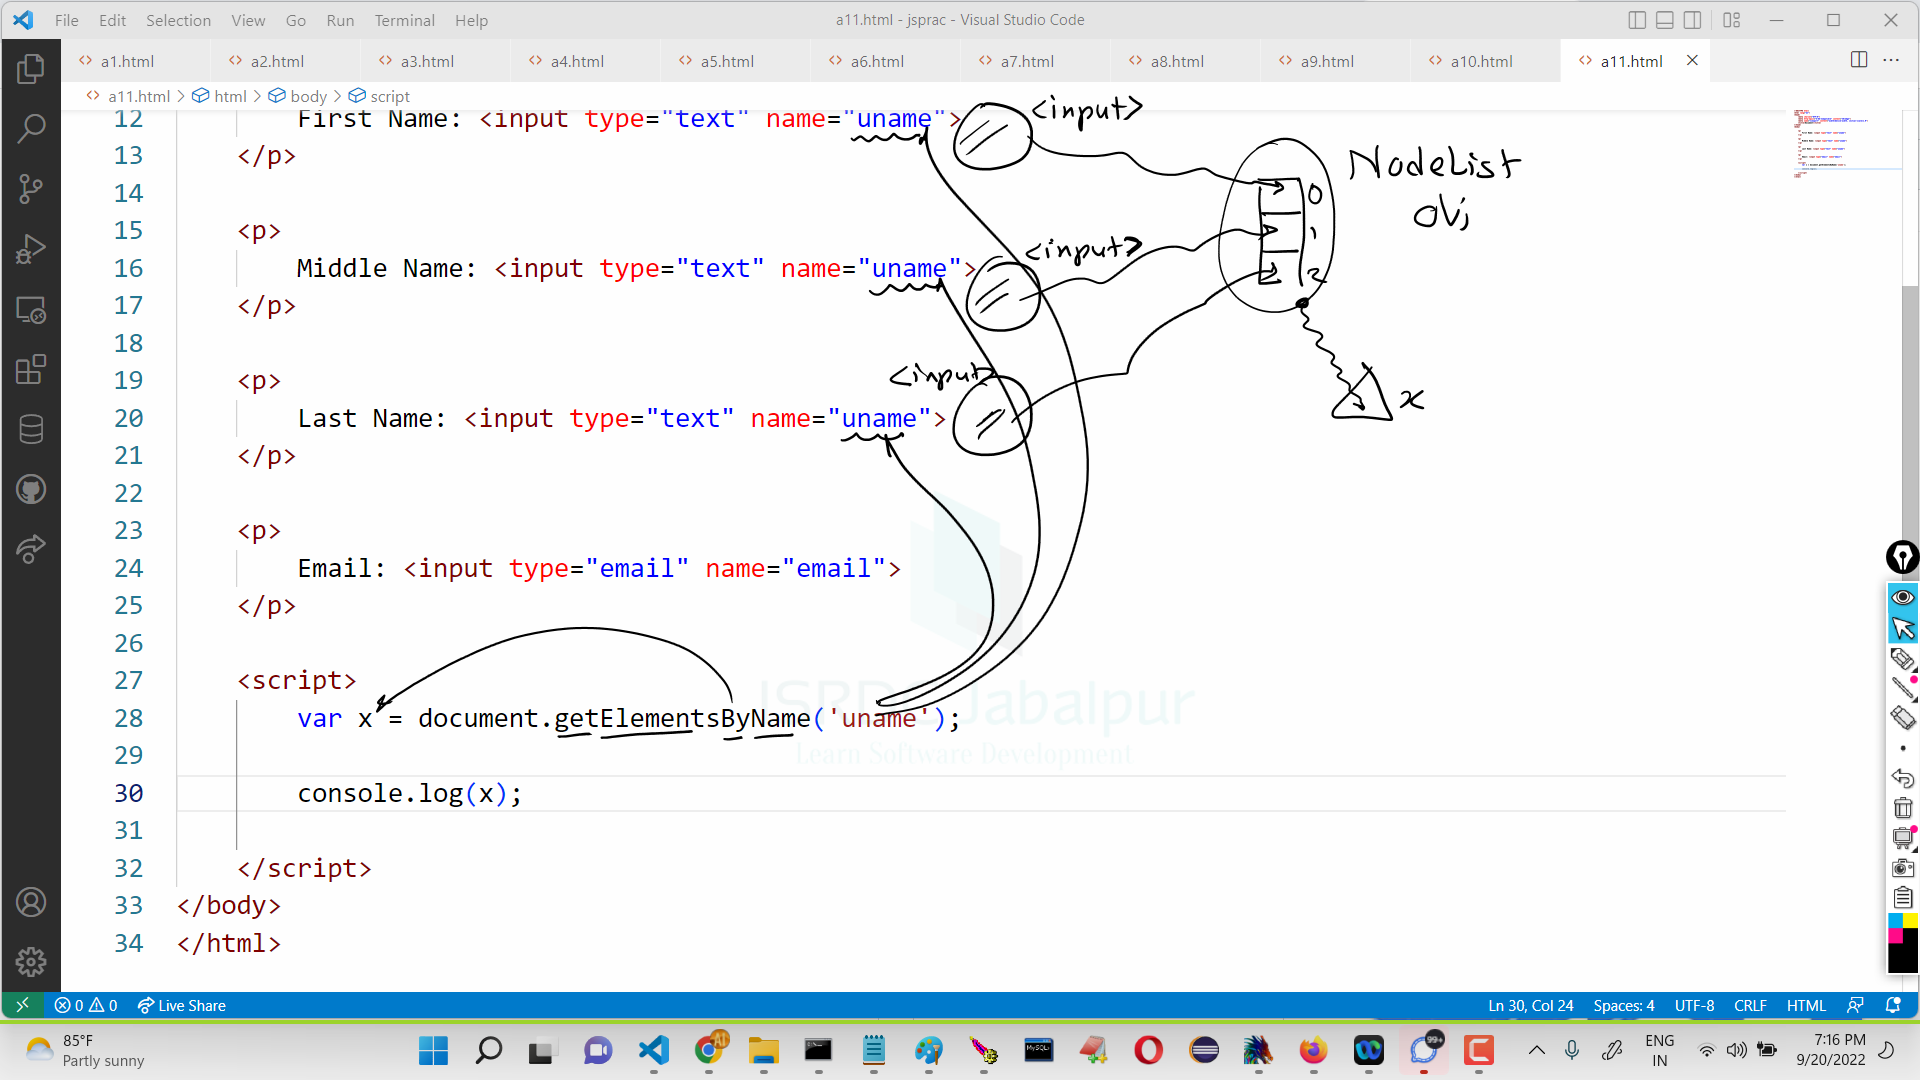 File Edit Selection View Go Run Terminal Help
a11.html - jsprac - Visual Studio Code
a1.html a2.html a3.html a4.html a5.html a6.html a7.html a8.html a9.html a10.html a11.html
a11.html > html > body > script
12 First Name: <input type="text" name="uname">
<input>
13 </p>
14
NodeList
obj
0
1
2
15 <p>
<input>
16 Middle Name: <input type="text" name="uname">
17 </p>
18
19 <p>
<input>
x
20 Last Name: <input type="text" name="uname">
21 </p>
22
23 <p>
24 Email: <input type="email" name="email">
25 </p>
26
27 <script>
28 var x = document.getElementsByName('uname');
Jabalpur
29
Learn Software Development
30 console.log(x);
31
32 </script>
33 </body>
34 </html>
0 0 Live Share
Ln 30, Col 24 Spaces: 4 UTF-8 CRLF HTML
85°F
Partly sunny
MySQL
99+
ENG
IN
7:16 PM
9/20/2022